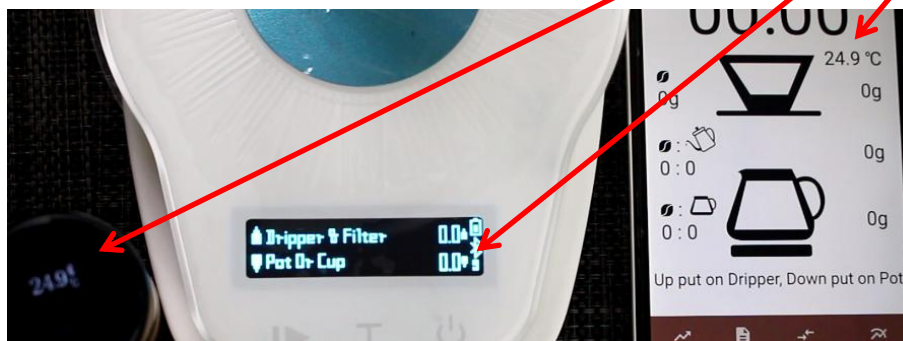 00:00
24.9 ℃
0g
0g
:
0 : 0
0g
:
0 : 0
0g
Up put on Dripper, Down put on Pot
Dripper & Filter 0.0
Pot Or Cup 0.0
24.9
T